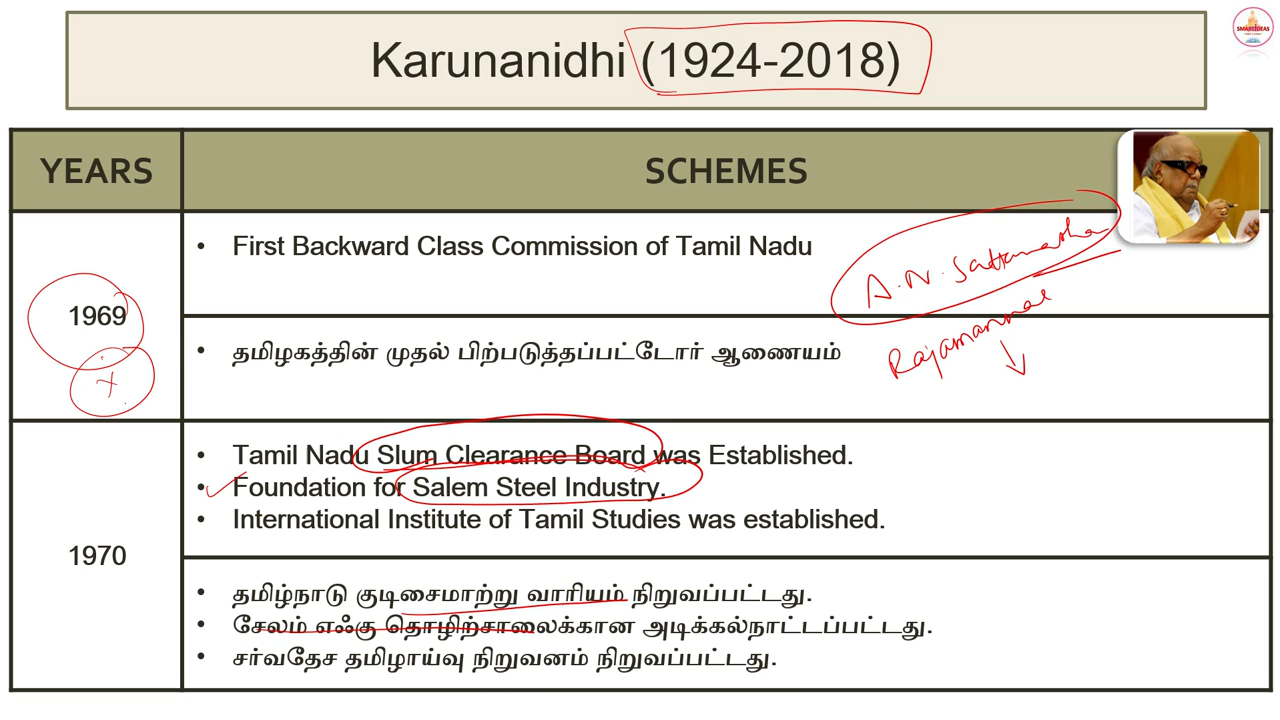 Karunanidhi (1924-2018)
SMARTIDEAS
YEARS
SCHEMES
1969
• First Backward Class Commission of Tamil Nadu
A. N. Sattanatha
Rajamannar
• தமிழகத்தின் முதல் பிற்படுத்தப்பட்டோர் ஆணையம்
1970
• Tamil Nadu Slum Clearance Board was Established.
• Foundation for Salem Steel Industry.
• International Institute of Tamil Studies was established.
• தமிழ்நாடு குடிசைமாற்று வாரியம் நிறுவப்பட்டது.
• சேலம் எஃகு தொழிற்சாலைக்கான அடிக்கல்நாட்டப்பட்டது.
• சர்வதேச தமிழாய்வு நிறுவனம் நிறுவப்பட்டது.